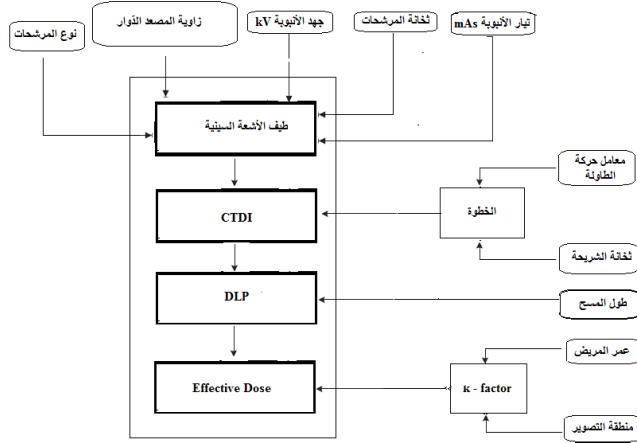 نوع المرشحات
زاوية المصعد الذوار
جهد الأنبوبة kV
ثخانة المرشحات
تيار الأنبوبة mAs
طيف الأشعة السينية
معامل حركة
الطاولة
CTDI
الخطوة
ثخانة الشريحة
DLP
طول المسح
عمر المريض
Effective Dose
κ - factor
منطقة التصوير